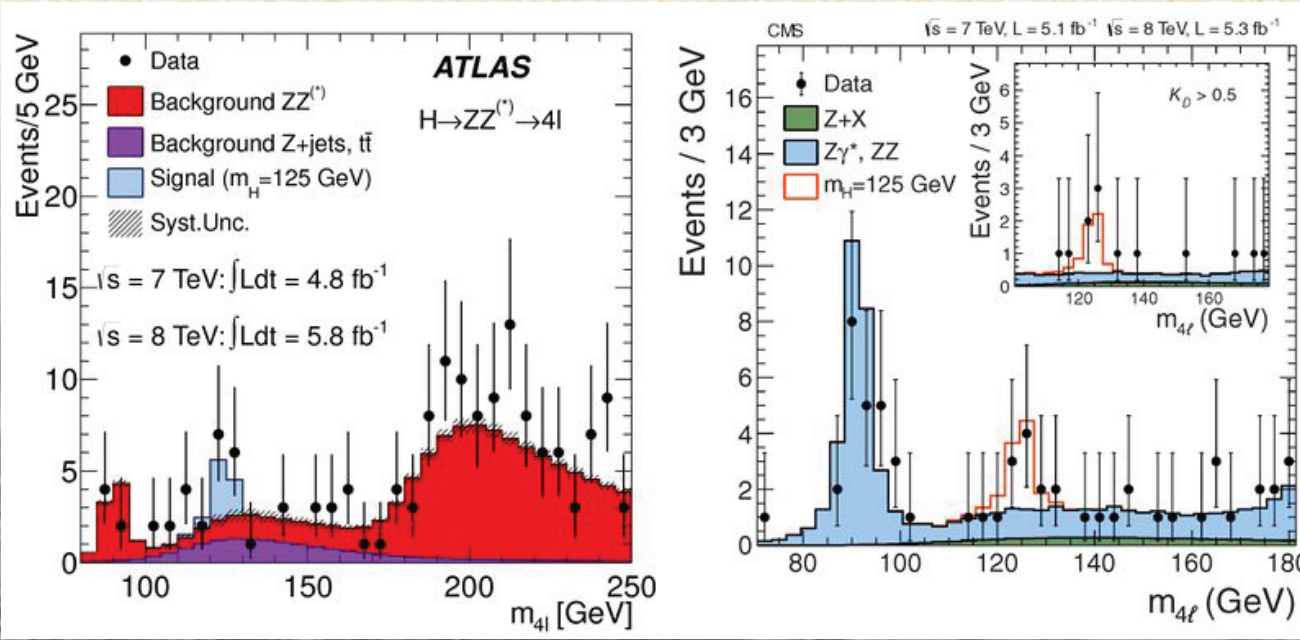 Events/5 GeV
25
20
15
10
5
0
100
150
200
250
m4l [GeV]
Data
Background ZZ(*)
Background Z+jets, tt̄
Signal (mH=125 GeV)
Syst.Unc.
ATLAS
H→ZZ(*)→4l
√s = 7 TeV: ∫Ldt = 4.8 fb-1
√s = 8 TeV: ∫Ldt = 5.8 fb-1
CMS
√s = 7 TeV, L = 5.1 fb-1 √s = 8 TeV, L = 5.3 fb-1
Events / 3 GeV
16
14
12
10
8
6
4
2
0
80
100
120
140
160
180
m4ℓ (GeV)
Data
Z+X
Zγ*, ZZ
mH=125 GeV
Events / 3 GeV
6
5
4
3
2
1
0
120
140
160
m4ℓ (GeV)
KD > 0.5